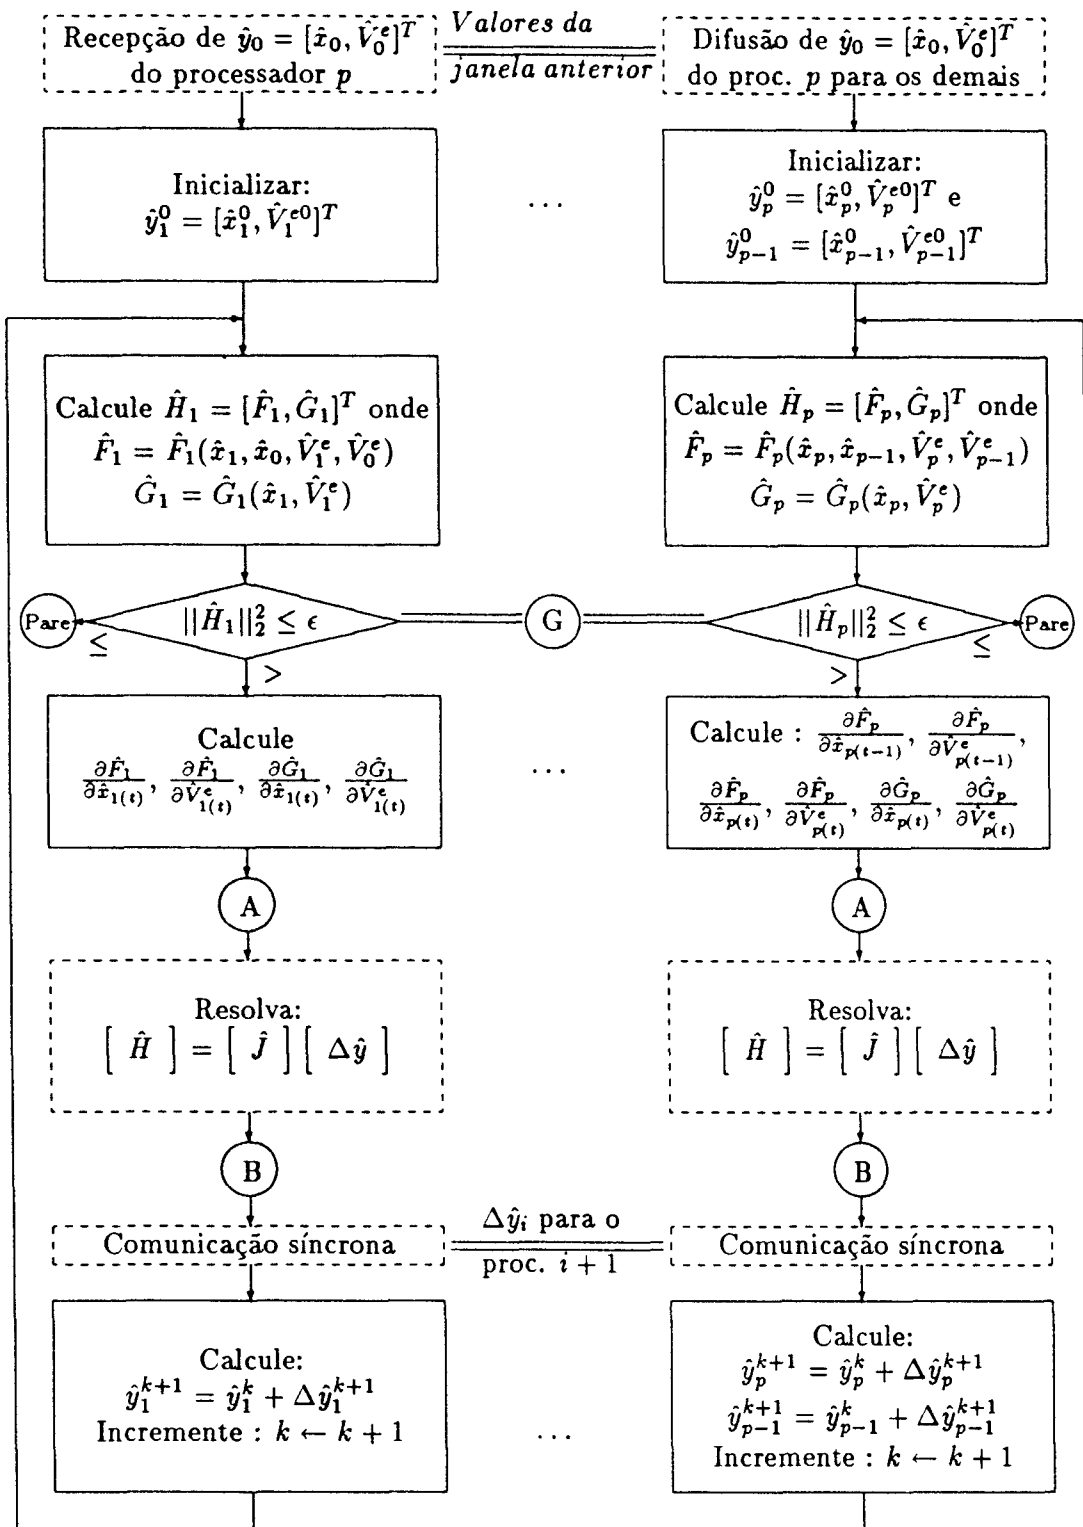 Recepção de ŷ₀ = [x̂₀, V̂₀ᵉ]ᵀ
do processador p
Valores da
janela anterior
Difusão de ŷ₀ = [x̂₀, V̂₀ᵉ]ᵀ
do proc. p para os demais
Inicializar:
ŷ₁⁰ = [x̂₁⁰, V̂₁ᵉ⁰]ᵀ
...
Inicializar:
ŷₚ⁰ = [x̂ₚ⁰, V̂ₚᵉ⁰]ᵀ e
ŷₚ₋₁⁰ = [x̂ₚ₋₁⁰, V̂ₚ₋₁ᵉ⁰]ᵀ
Calcule Ĥ₁ = [F̂₁, Ĝ₁]ᵀ onde
F̂₁ = F̂₁(x̂₁, x̂₀, V̂₁ᵉ, V̂₀ᵉ)
Ĝ₁ = Ĝ₁(x̂₁, V̂₁ᵉ)
Calcule Ĥₚ = [F̂ₚ, Ĝₚ]ᵀ onde
F̂ₚ = F̂ₚ(x̂ₚ, x̂ₚ₋₁, V̂ₚᵉ, V̂ₚ₋₁ᵉ)
Ĝₚ = Ĝₚ(x̂ₚ, V̂ₚᵉ)
Pare
≤
||Ĥ₁||₂² ≤ ϵ
>
G
||Ĥₚ||₂² ≤ ϵ
≤
>
Pare
Calcule
∂F̂₁/∂x̂₁₍ₜ₎, ∂F̂₁/∂V̂ᵉ₁₍ₜ₎, ∂Ĝ₁/∂x̂₁₍ₜ₎, ∂Ĝ₁/∂V̂ᵉ₁₍ₜ₎
...
Calcule : ∂F̂ₚ/∂x̂ₚ₍ₜ₋₁₎, ∂F̂ₚ/∂V̂ᵉₚ₍ₜ₋₁₎,
∂F̂ₚ/∂x̂ₚ₍ₜ₎, ∂F̂ₚ/∂V̂ᵉₚ₍ₜ₎, ∂Ĝₚ/∂x̂ₚ₍ₜ₎, ∂Ĝₚ/∂V̂ᵉₚ₍ₜ₎
A
A
Resolva:
[ Ĥ ] = [ Ĵ ] [ Δŷ ]
Resolva:
[ Ĥ ] = [ Ĵ ] [ Δŷ ]
B
B
Comunicação síncrona
Δŷᵢ para o
proc. i + 1
Comunicação síncrona
Calcule:
ŷ₁ᵏ⁺¹ = ŷ₁ᵏ + Δŷ₁ᵏ⁺¹
Incremente : k ← k + 1
...
Calcule:
ŷₚᵏ⁺¹ = ŷₚᵏ + Δŷₚᵏ⁺¹
ŷₚ₋₁ᵏ⁺¹ = ŷₚ₋₁ᵏ + Δŷₚ₋₁ᵏ⁺¹
Incremente : k ← k + 1